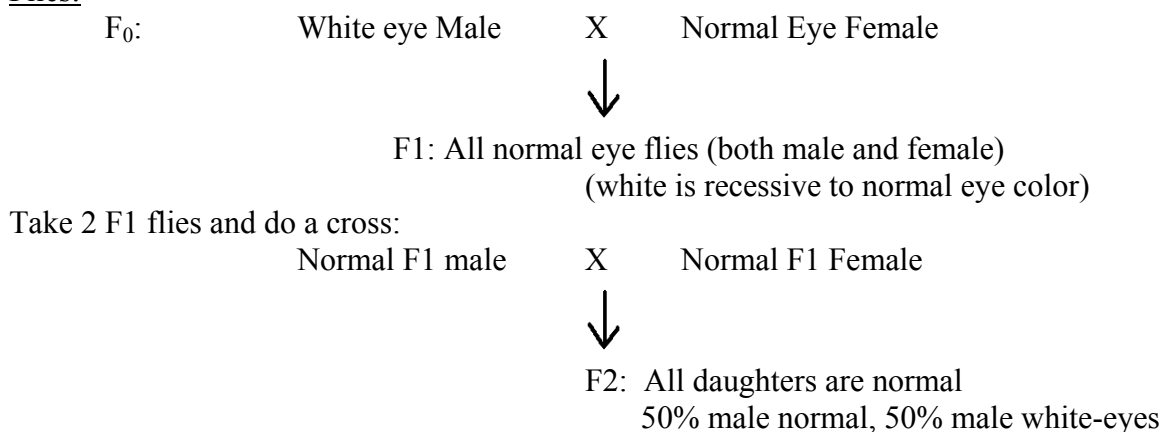 F0: White eye Male X Normal Eye Female
F1: All normal eye flies (both male and female)
(white is recessive to normal eye color)
Take 2 F1 flies and do a cross:
Normal F1 male X Normal F1 Female
F2: All daughters are normal
50% male normal, 50% male white-eyes